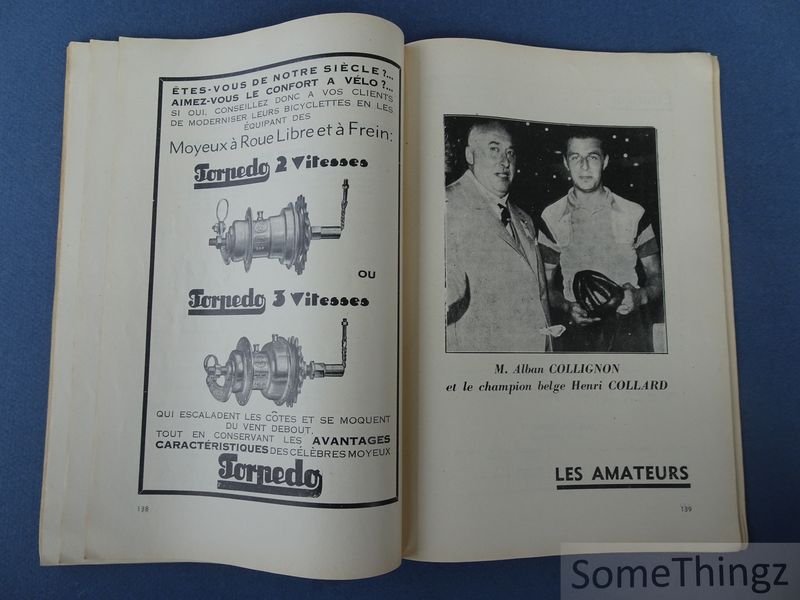 ÊTES-VOUS DE NOTRE SIÈCLE ?...
AIMEZ-VOUS LE CONFORT A VÉLO ?...
SI OUI, CONSEILLEZ DONC A VOS CLIENTS
DE MODERNISER LEURS BICYCLETTES EN LES
ÉQUIPANT DES
Moyeux à Roue Libre et à Frein :
Torpedo 2 Vitesses
OU
Torpedo 3 Vitesses
QUI ESCALADENT LES CÔTES ET SE MOQUENT
DU VENT DEBOUT.
TOUT EN CONSERVANT LES AVANTAGES
CARACTÉRISTIQUES DES CÉLÈBRES MOYEUX
Torpedo
138
M. Alban COLLIGNON
et le champion belge Henri COLLARD
LES AMATEURS
139
SomeThingz